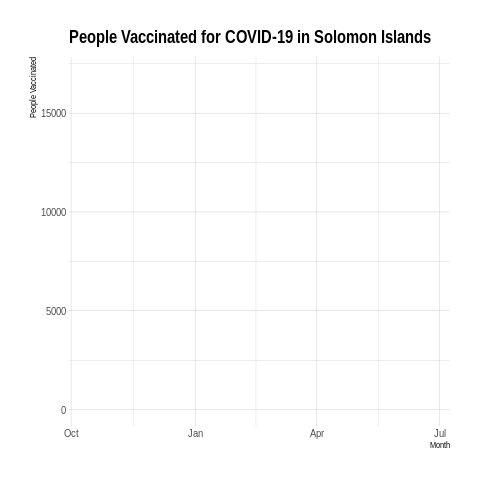 People Vaccinated for COVID-19 in Solomon Islands
People Vaccinated
15000
10000
5000
0
Oct Jan Apr Jul
Month